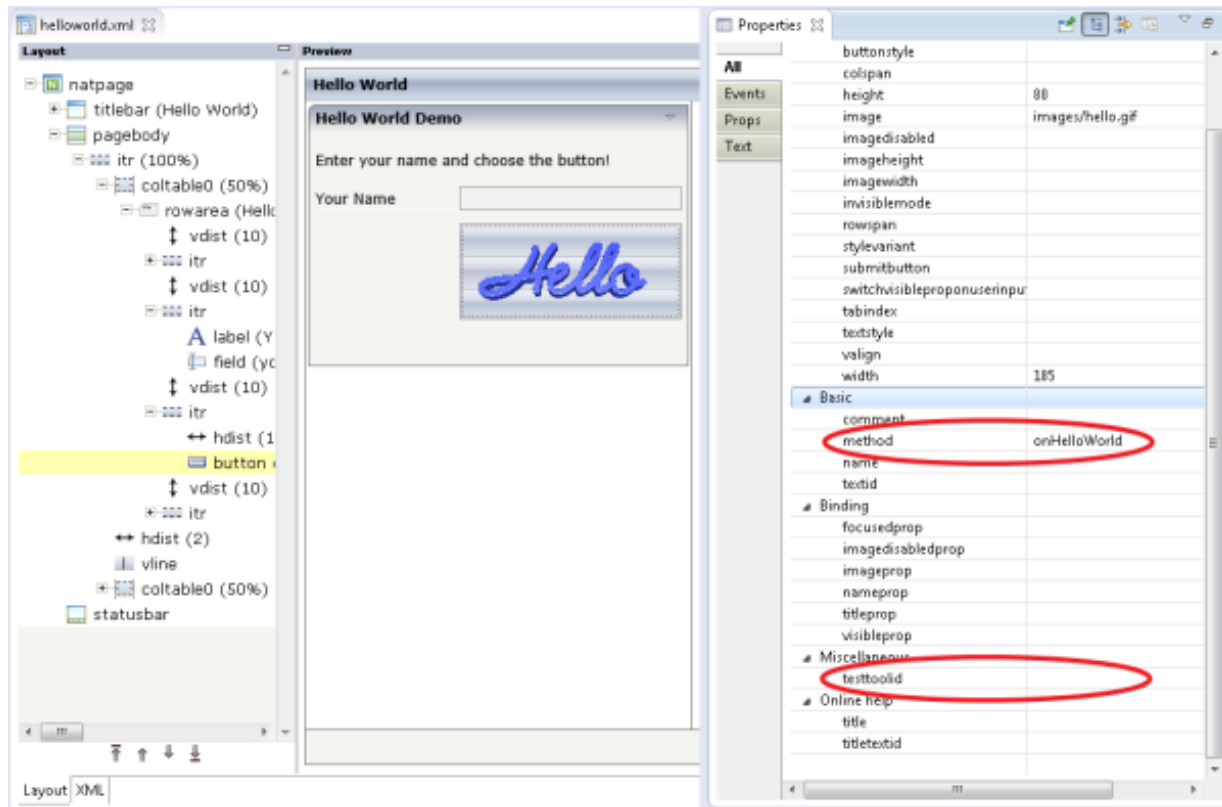 helloworld.xml
Layout
natpage
titlebar (Hello World)
pagebody
itr (100%)
coltable0 (50%)
rowarea (Hello
vdist (10)
itr
vdist (10)
itr
label (Y
field (yo
vdist (10)
itr
hdist (1
button
vdist (10)
itr
hdist (2)
vline
coltable0 (50%)
statusbar
Layout
XML
Preview
Hello World
Hello World Demo
Enter your name and choose the button!
Your Name
Hello
Properties
All
Events
Props
Text
buttonstyle
colspan
height 80
image images/hello.gif
imagedisabled
imageheight
imagewidth
invisiblemode
rowspan
stylevariant
submitbutton
switchvisibleproponuserinpu
tabindex
textstyle
valign
width 185
Basic
comment
method onHelloWorld
name
textid
Binding
focusedprop
imagedisabledprop
imageprop
nameprop
titleprop
visibleprop
Miscellaneous
testtoolid
Online help
title
titletextid